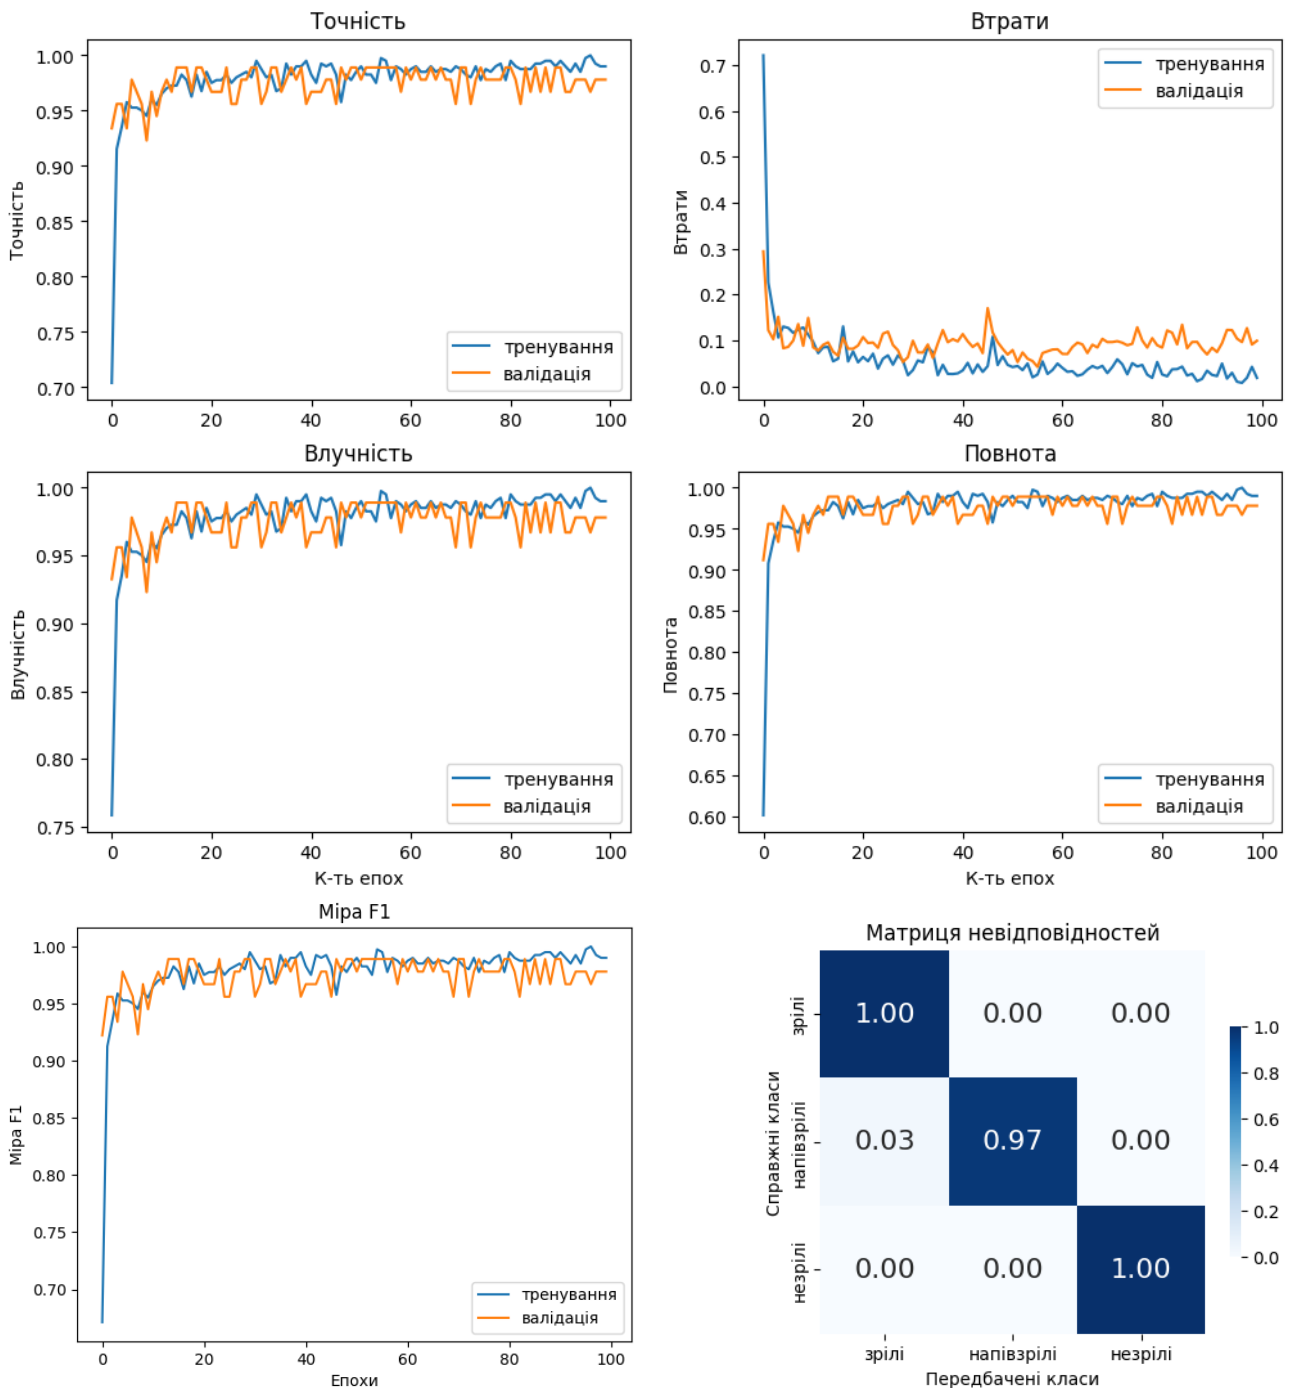 Точність
1.00
0.95
0.90
0.85
0.80
0.75
0.70
Точність
тренування
валідація
0 20 40 60 80 100
Втрати
0.7
0.6
0.5
0.4
0.3
0.2
0.1
0.0
Втрати
тренування
валідація
0 20 40 60 80 100
Влучність
1.00
0.95
0.90
0.85
0.80
0.75
Влучність
тренування
валідація
0 20 40 60 80 100
К-ть епох
Повнота
1.00
0.95
0.90
0.85
0.80
0.75
0.70
0.65
0.60
Повнота
тренування
валідація
0 20 40 60 80 100
К-ть епох
Міра F1
1.00
0.95
0.90
0.85
0.80
0.75
0.70
Міра F1
тренування
валідація
0 20 40 60 80 100
Епохи
Матриця невідповідностей
Справжні класи
зрілі
1.00 0.00 0.00
напівзрілі
0.03 0.97 0.00
незрілі
0.00 0.00 1.00
зрілі напівзрілі незрілі
Передбачені класи
1.0
0.8
0.6
0.4
0.2
0.0